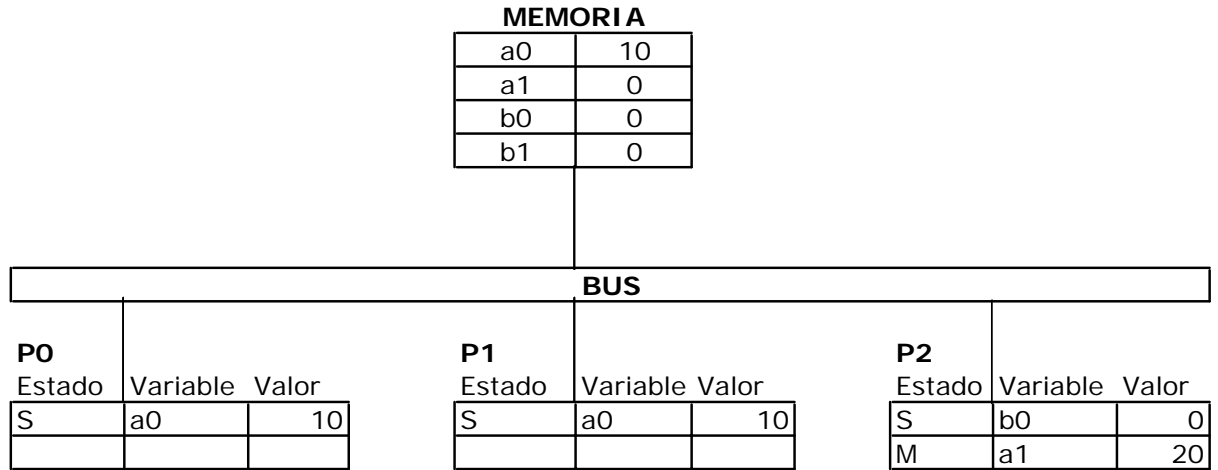 MEMORIA
a0 10
a1 0
b0 0
b1 0
BUS
P0 P1 P2
Estado Variable Valor Estado Variable Valor Estado Variable Valor
S a0 10 S a0 10 S b0 0
M a1 20